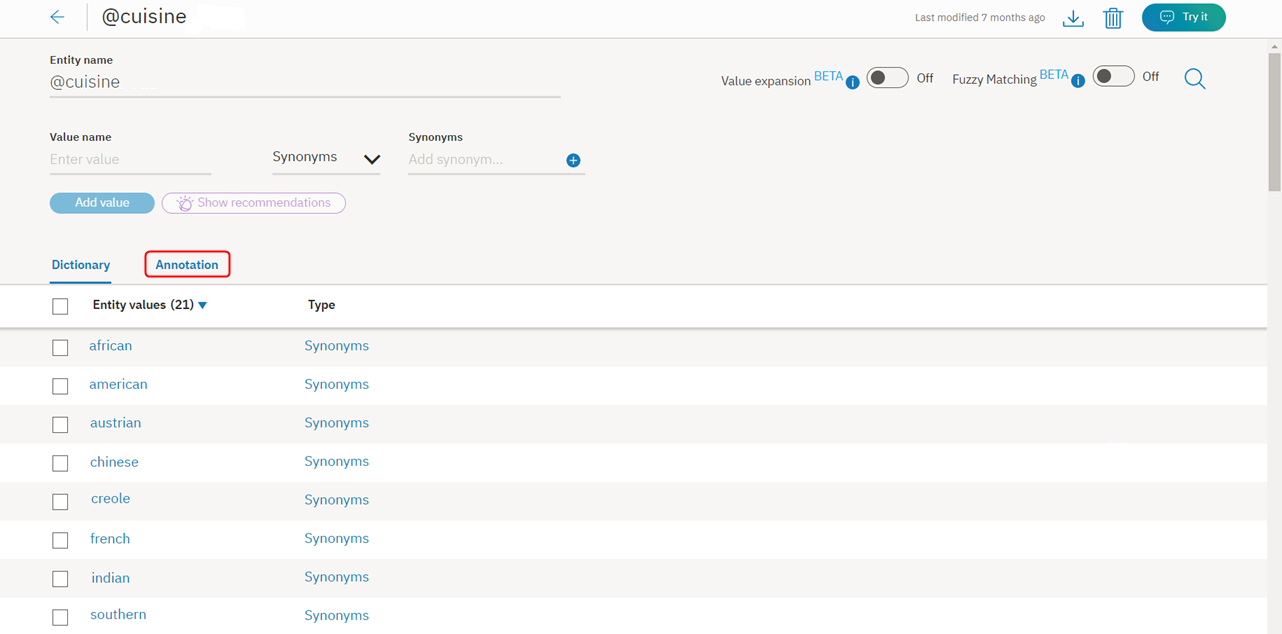 @cuisine
Last modified 7 months ago
Try it
Entity name
@cuisine
Value expansion BETA i Off Fuzzy Matching BETA i Off
Value name Synonyms
Enter value Synonyms Add synonym...
Add value Show recommendations
Dictionary Annotation
Entity values (21) Type
african Synonyms
american Synonyms
austrian Synonyms
chinese Synonyms
creole Synonyms
french Synonyms
indian Synonyms
southern Synonyms